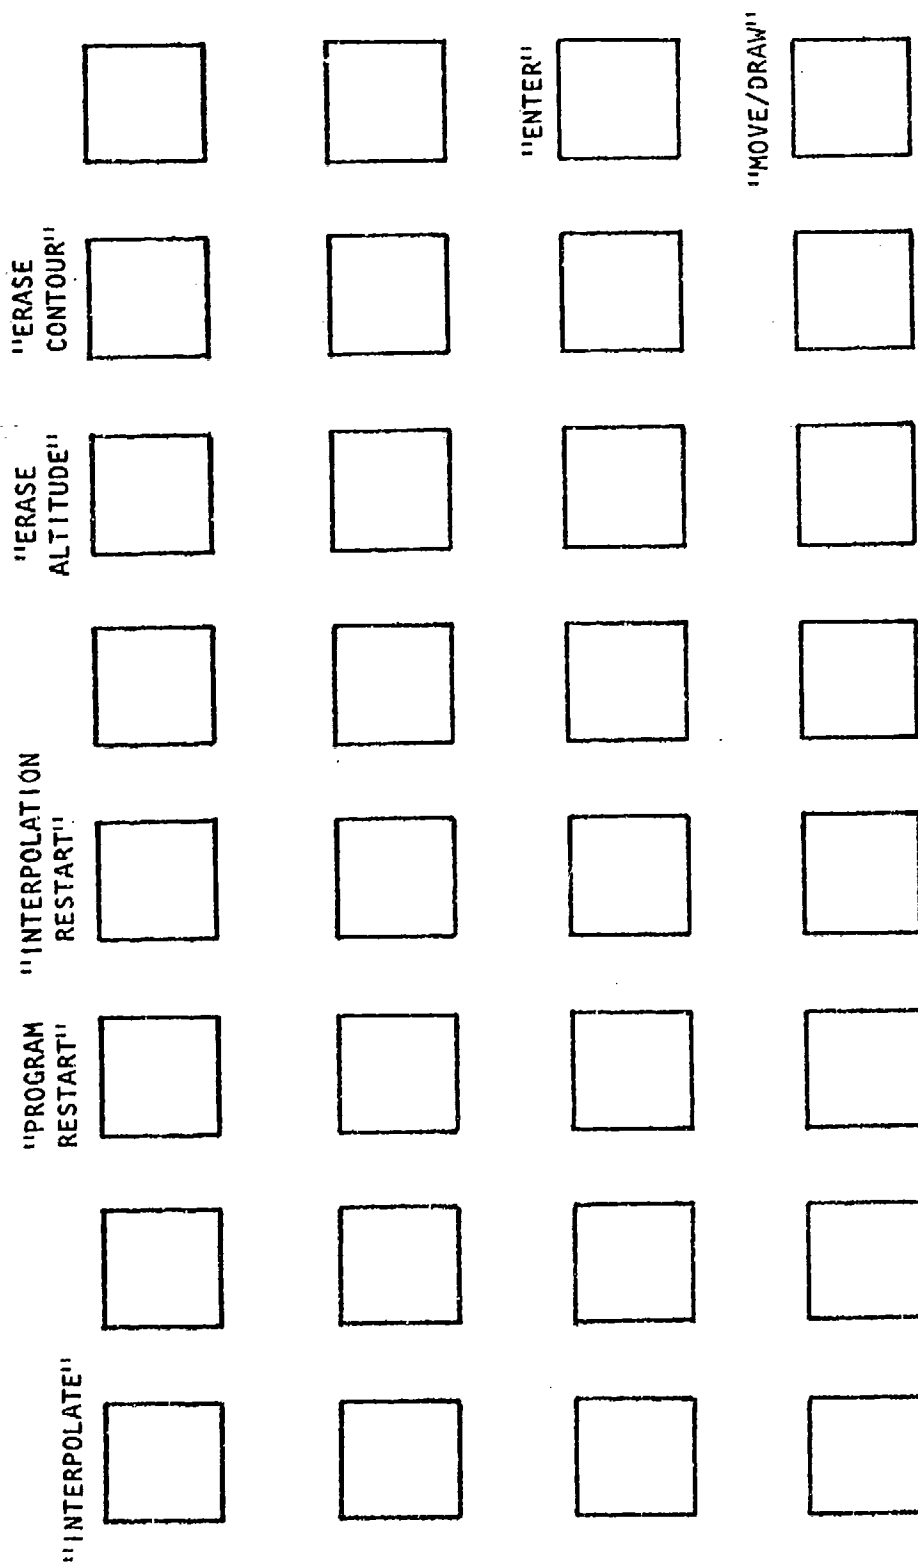 "INTERPOLATE"
"PROGRAM
RESTART"
"INTERPOLATION
RESTART"
"ERASE
ALTITUDE"
"ERASE
CONTOUR"
"ENTER"
"MOVE/DRAW"